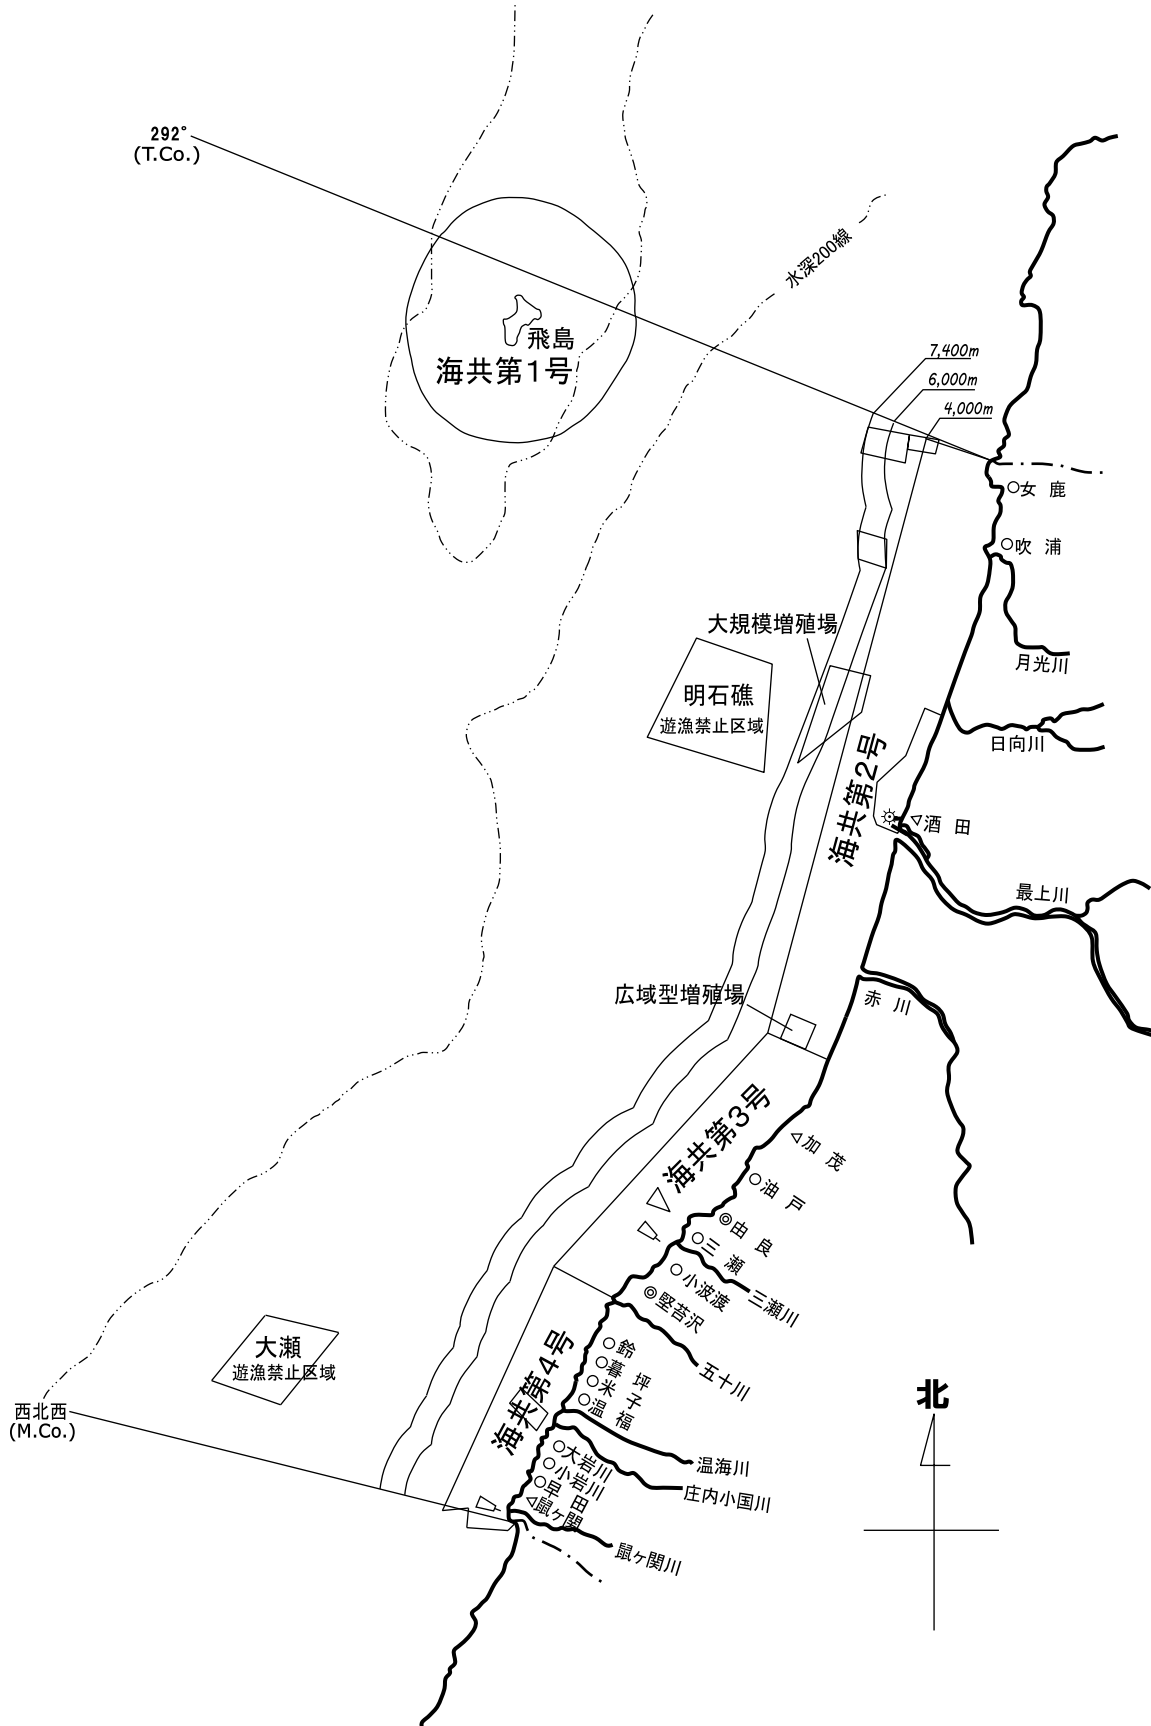 292°
(T.Co.)
水深200線
飛島
海共第1号
7,400m
6,000m
4,000m
女鹿
吹浦
月光川
大規模増殖場
明石礁
遊漁禁止区域
日向川
海共第2号
酒田
最上川
広域型増殖場
赤川
海共第3号
加茂
油戸
由良
三瀬
小波渡
三瀬川
堅苔沢
大瀬
遊漁禁止区域
海共第4号
鈴
暮坪
米子
温福
五十川
西北西
(M.Co.)
北
大岩川
小岩川
早田
鼠ヶ関
温海川
庄内小国川
鼠ヶ関川